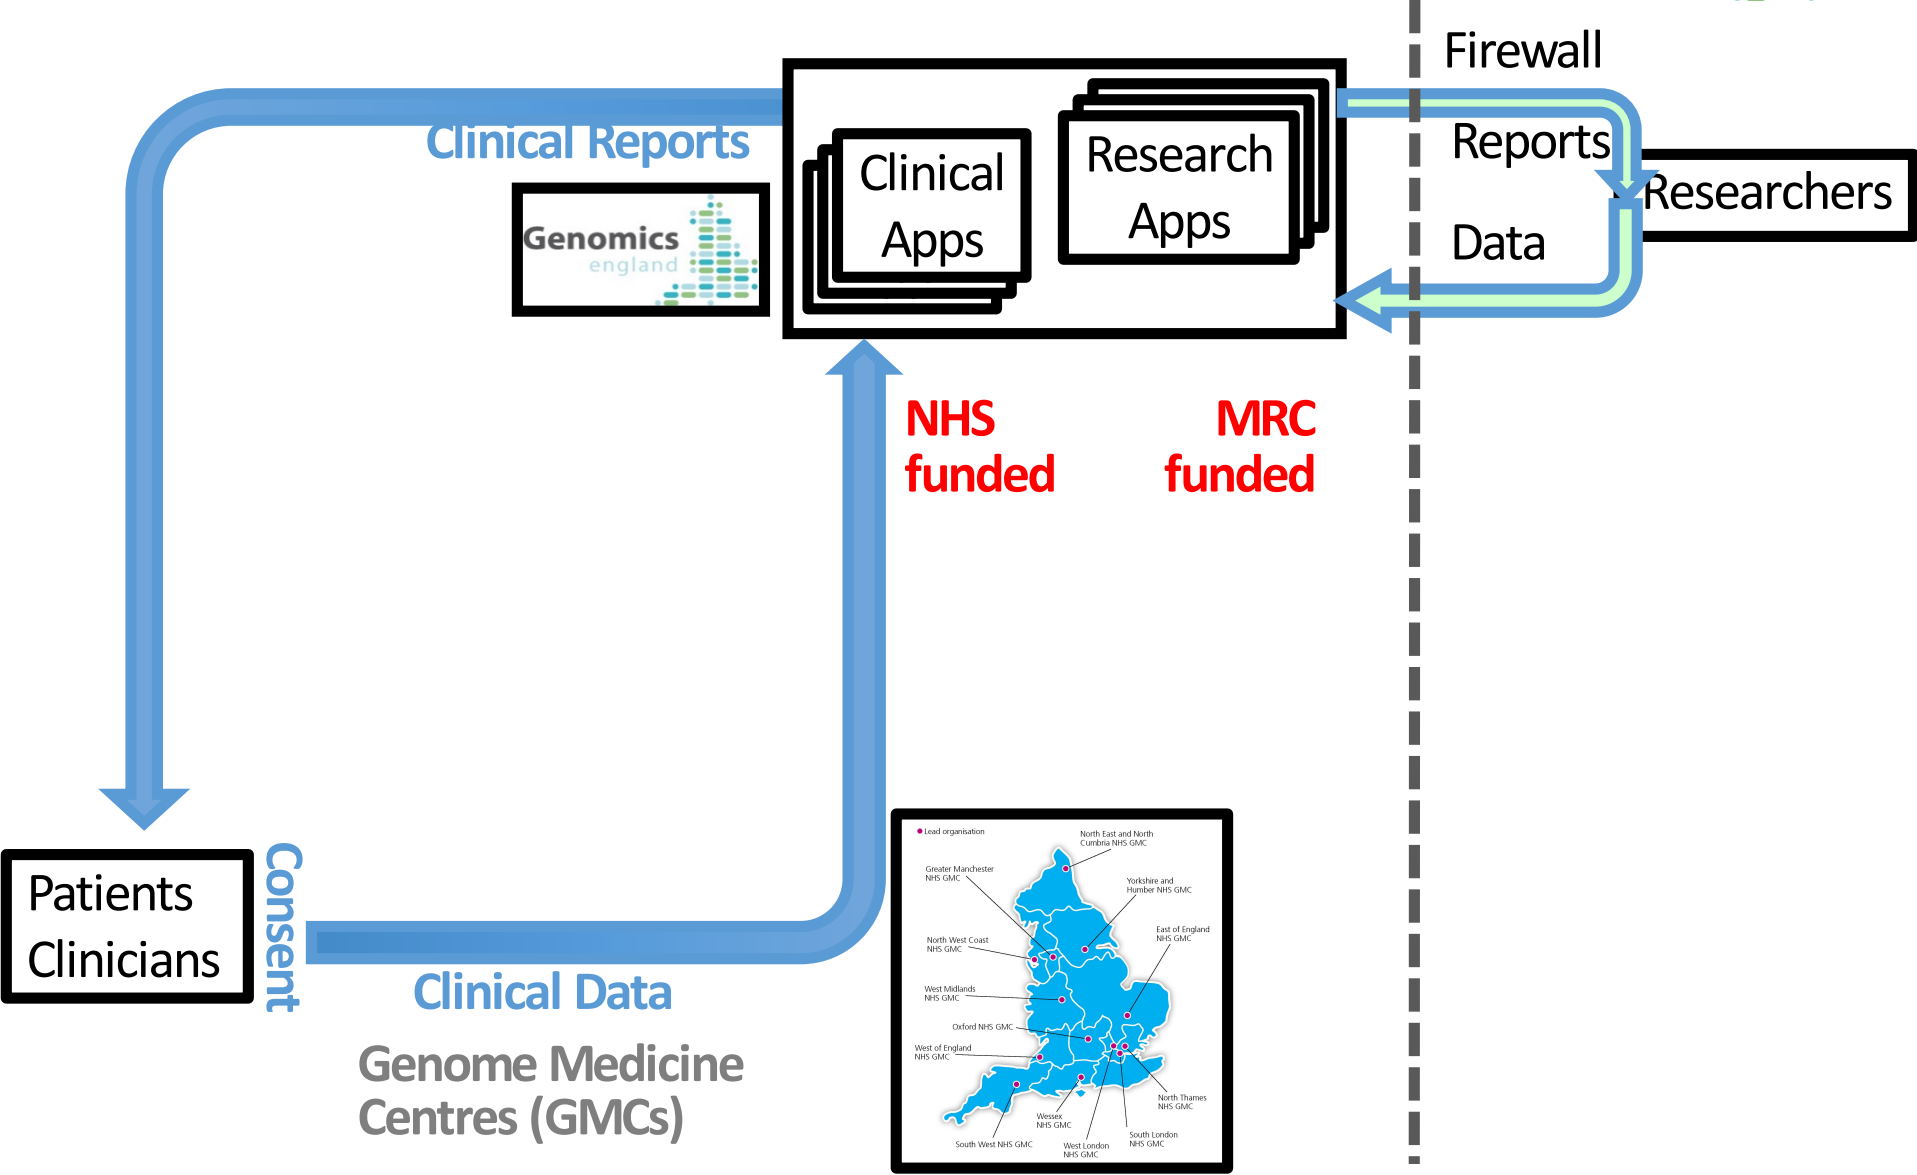 Firewall
Clinical Reports
Clinical
Apps
Research
Apps
Reports
Researchers
Data
Genomics
england
NHS
funded
MRC
funded
Patients
Clinicians
Consent
Clinical Data
Genome Medicine
Centres (GMCs)
Lead organisation
North East and North
Cumbria NHS GMC
Greater Manchester
NHS GMC
Yorkshire and
Humber NHS GMC
East of England
NHS GMC
North West Coast
NHS GMC
West Midlands
NHS GMC
Oxford NHS GMC
West of England
NHS GMC
North Thames
NHS GMC
Wessex
NHS GMC
South London
NHS GMC
South West NHS GMC
West London
NHS GMC